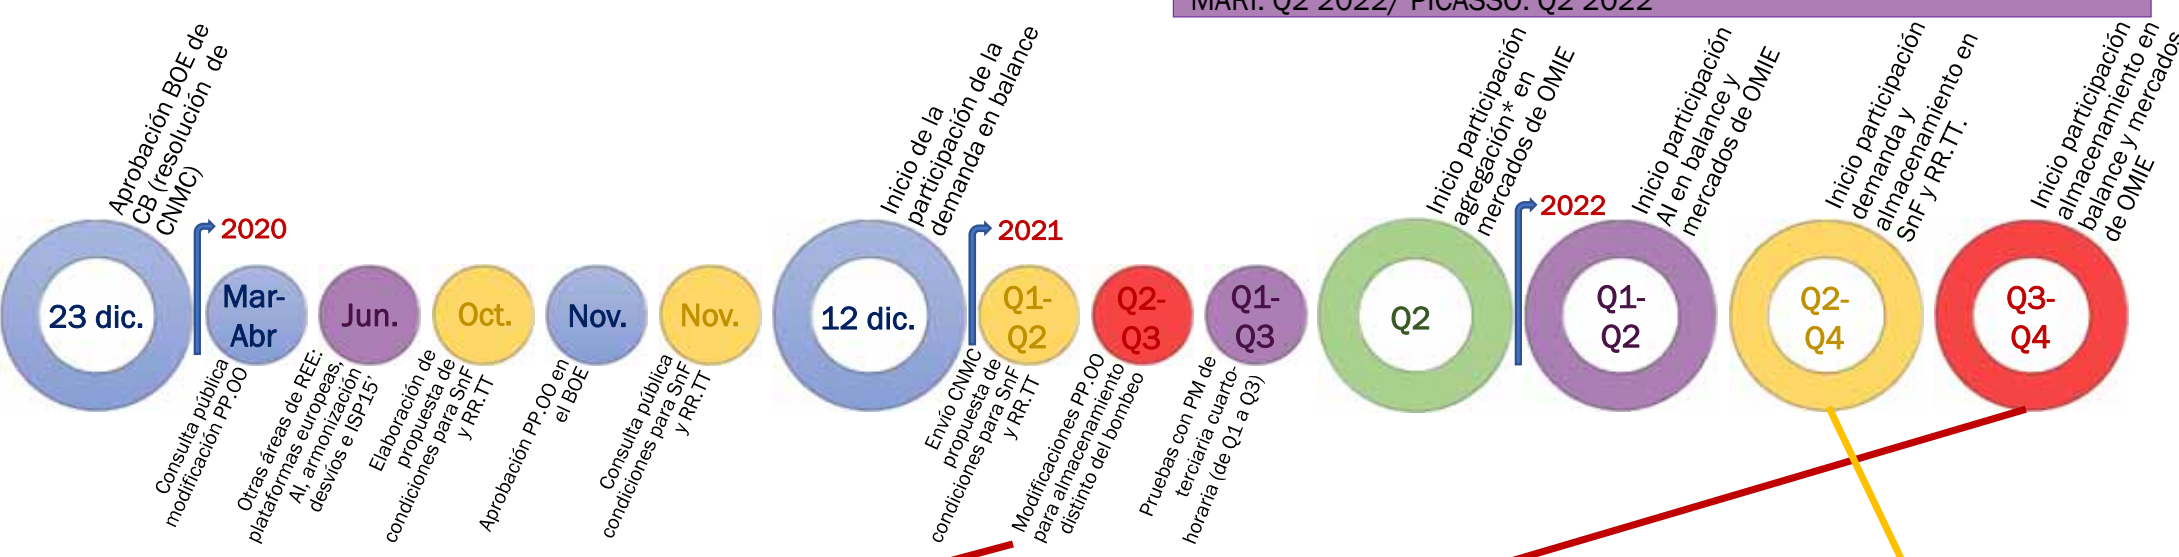 MARI: Q2 2022/ PICASSO: Q2 2022
Aprobación BOE de
CB (resolución de
CNMC)
23 dic.
2020
Mar-
Abr
Consulta pública
modificación PP.OO
Jun.
Otras áreas de REE:
plataformas europeas,
AI, armonización
desvíos e ISP15'
Oct.
Elaboración de
propuesta de
condiciones para SnF
y RR.TT
Nov.
Aprobación PP.OO en
el BOE
Nov.
Consulta pública
condiciones para SnF
y RR.TT
Inicio de la
participación de la
demanda en balance
12 dic.
2021
Q1-
Q2
Envío CNMC
propuesta de
condiciones para SnF
y RR.TT
Q2-
Q3
Modificaciones PP.OO
para almacenamiento
distinto del bombeo
Q1-
Q3
Pruebas con PM de
terciaria cuarto-
horaria (de Q1 a Q3)
Inicio participación
agregación* en
mercados de OMIE
Q2
2022
Inicio participación
AI en balance y
mercados de OMIE
Q1-
Q2
Inicio participación
demanda y
almacenamiento en
SnF y RR.TT.
Q2-
Q4
Inicio participación
almacenamiento en
balance y mercados
de OMIE
Q3-
Q4